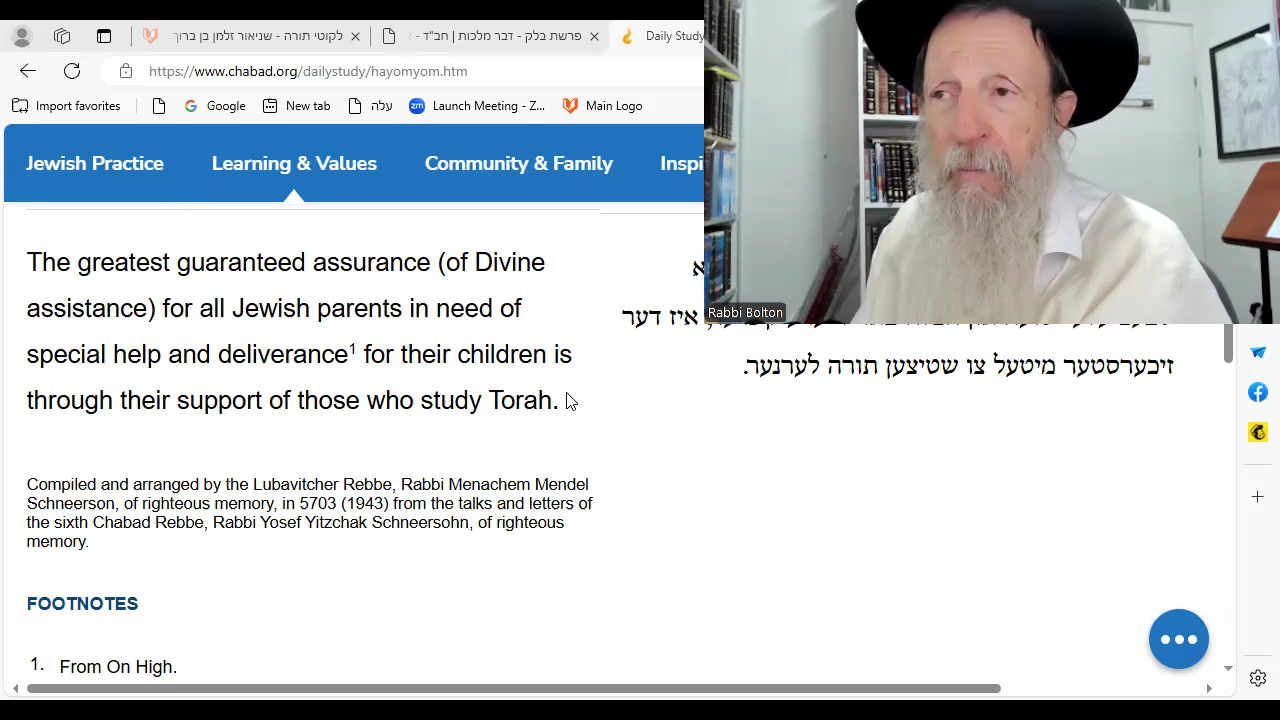 לקוטי תורה - שניאור זלמן בן ברוך
פרשת בלק - דבר מלכות | חב"ד -
Daily Study
https://www.chabad.org/dailystudy/hayomyom.htm
Import favorites
Google
New tab
עלה
Launch Meeting - Z...
Main Logo
Jewish Practice
Learning & Values
Community & Family
Inspi
The greatest guaranteed assurance (of Divine
assistance) for all Jewish parents in need of
special help and deliverance1 for their children is
through their support of those who study Torah.
א
איז דער
זיכערסטער מיטעל צו שטיצען תורה לערנער.
Rabbi Bolton
Compiled and arranged by the Lubavitcher Rebbe, Rabbi Menachem Mendel
Schneerson, of righteous memory, in 5703 (1943) from the talks and letters of
the sixth Chabad Rebbe, Rabbi Yosef Yitzchak Schneersohn, of righteous
memory.
FOOTNOTES
1. From On High.